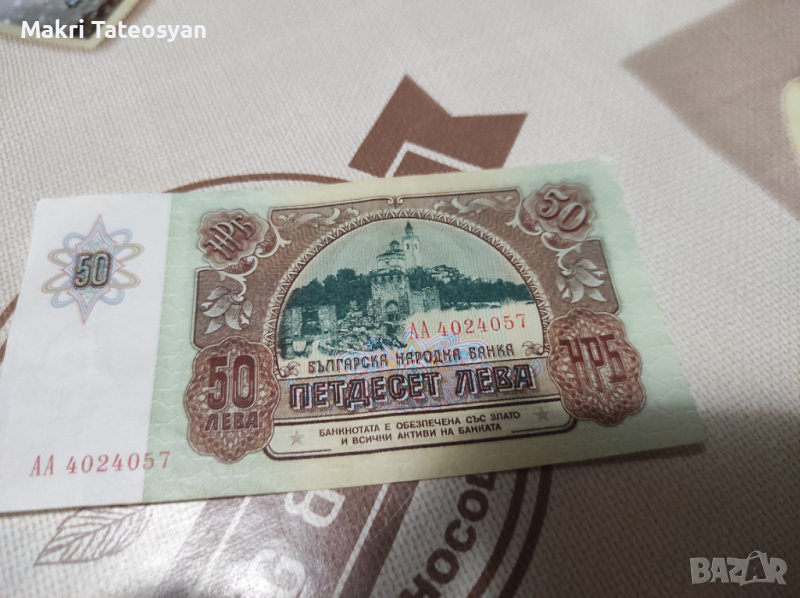 Makri Tateosyan
50
НРБ
50
АА 4024057
БЪЛГАРСКА НАРОДНА БАНКА
ПЕТДЕСЕТ ЛЕВА
50
ЛЕВА
НРБ
БАНКНОТАТА Е ОБЕЗПЕЧЕНА СЪС ЗЛАТО
И ВСИЧКИ АКТИВИ НА БАНКАТА
АА 4024057
BAZAR